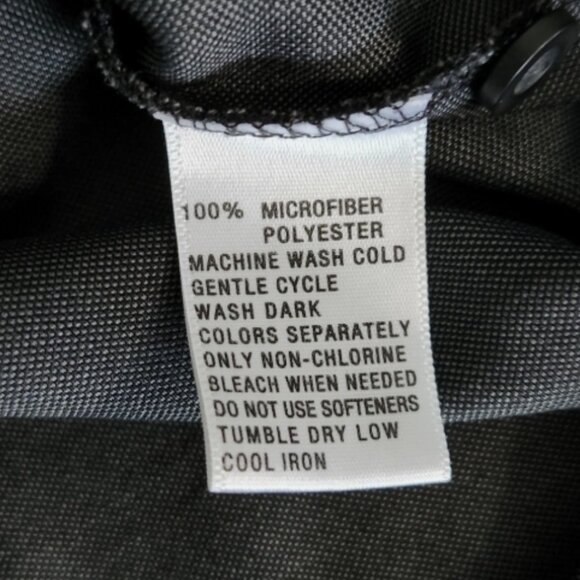 100% MICROFIBER
POLYESTER
MACHINE WASH COLD
GENTLE CYCLE
WASH DARK
COLORS SEPARATELY
ONLY NON-CHLORINE
BLEACH WHEN NEEDED
DO NOT USE SOFTENERS
TUMBLE DRY LOW
COOL IRON